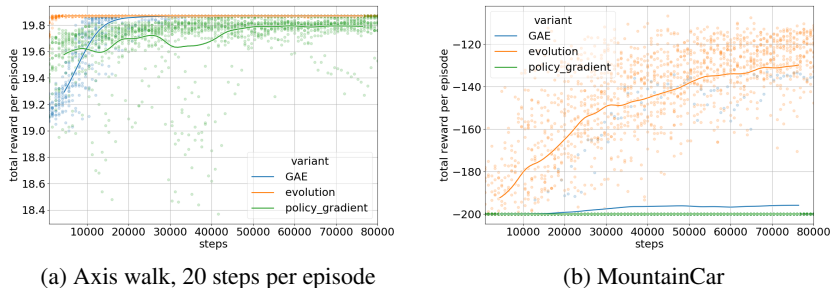 19.8
19.6
19.4
19.2
19.0
18.8
18.6
18.4
total reward per episode
10000 20000 30000 40000 50000 60000 70000 80000
steps
variant
GAE
evolution
policy_gradient
(a) Axis walk, 20 steps per episode
variant
GAE
evolution
policy_gradient
−120
−140
−160
−180
−200
total reward per episode
10000 20000 30000 40000 50000 60000 70000 80000
steps
(b) MountainCar